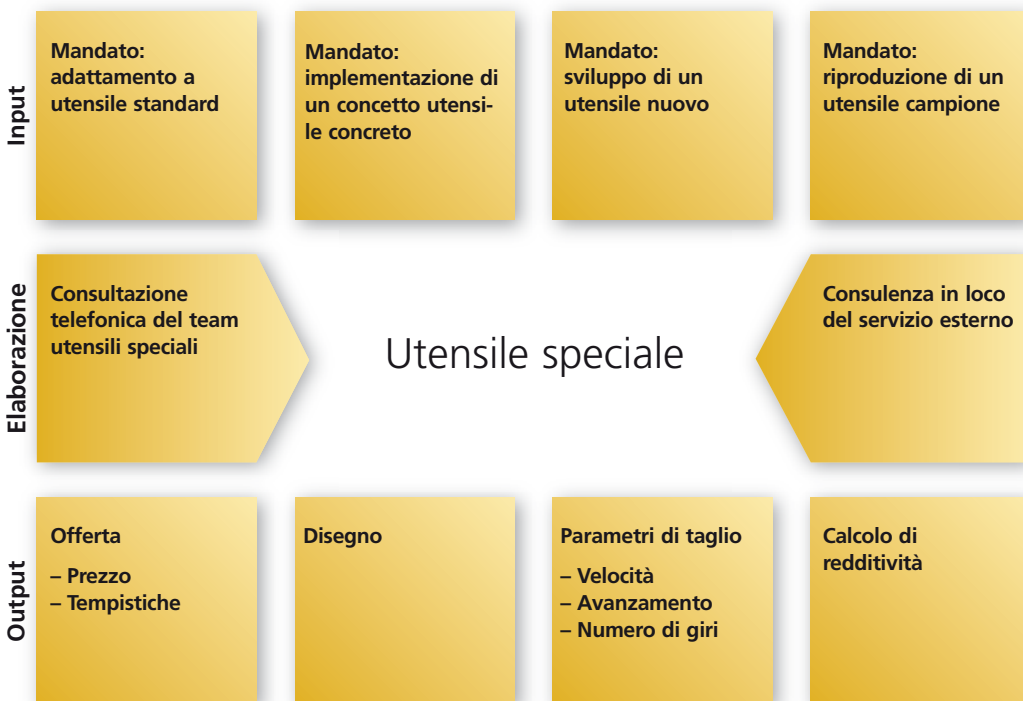 Input
Mandato:
adattamento a
utensile standard
Mandato:
implementazione di
un concetto utensi-
le concreto
Mandato:
sviluppo di un
utensile nuovo
Mandato:
riproduzione di un
utensile campione
Elaborazione
Consultazione
telefonica del team
utensili speciali
Utensile speciale
Consulenza in loco
del servizio esterno
Output
Offerta
– Prezzo
– Tempistiche
Disegno
Parametri di taglio
– Velocità
– Avanzamento
– Numero di giri
Calcolo di
redditività